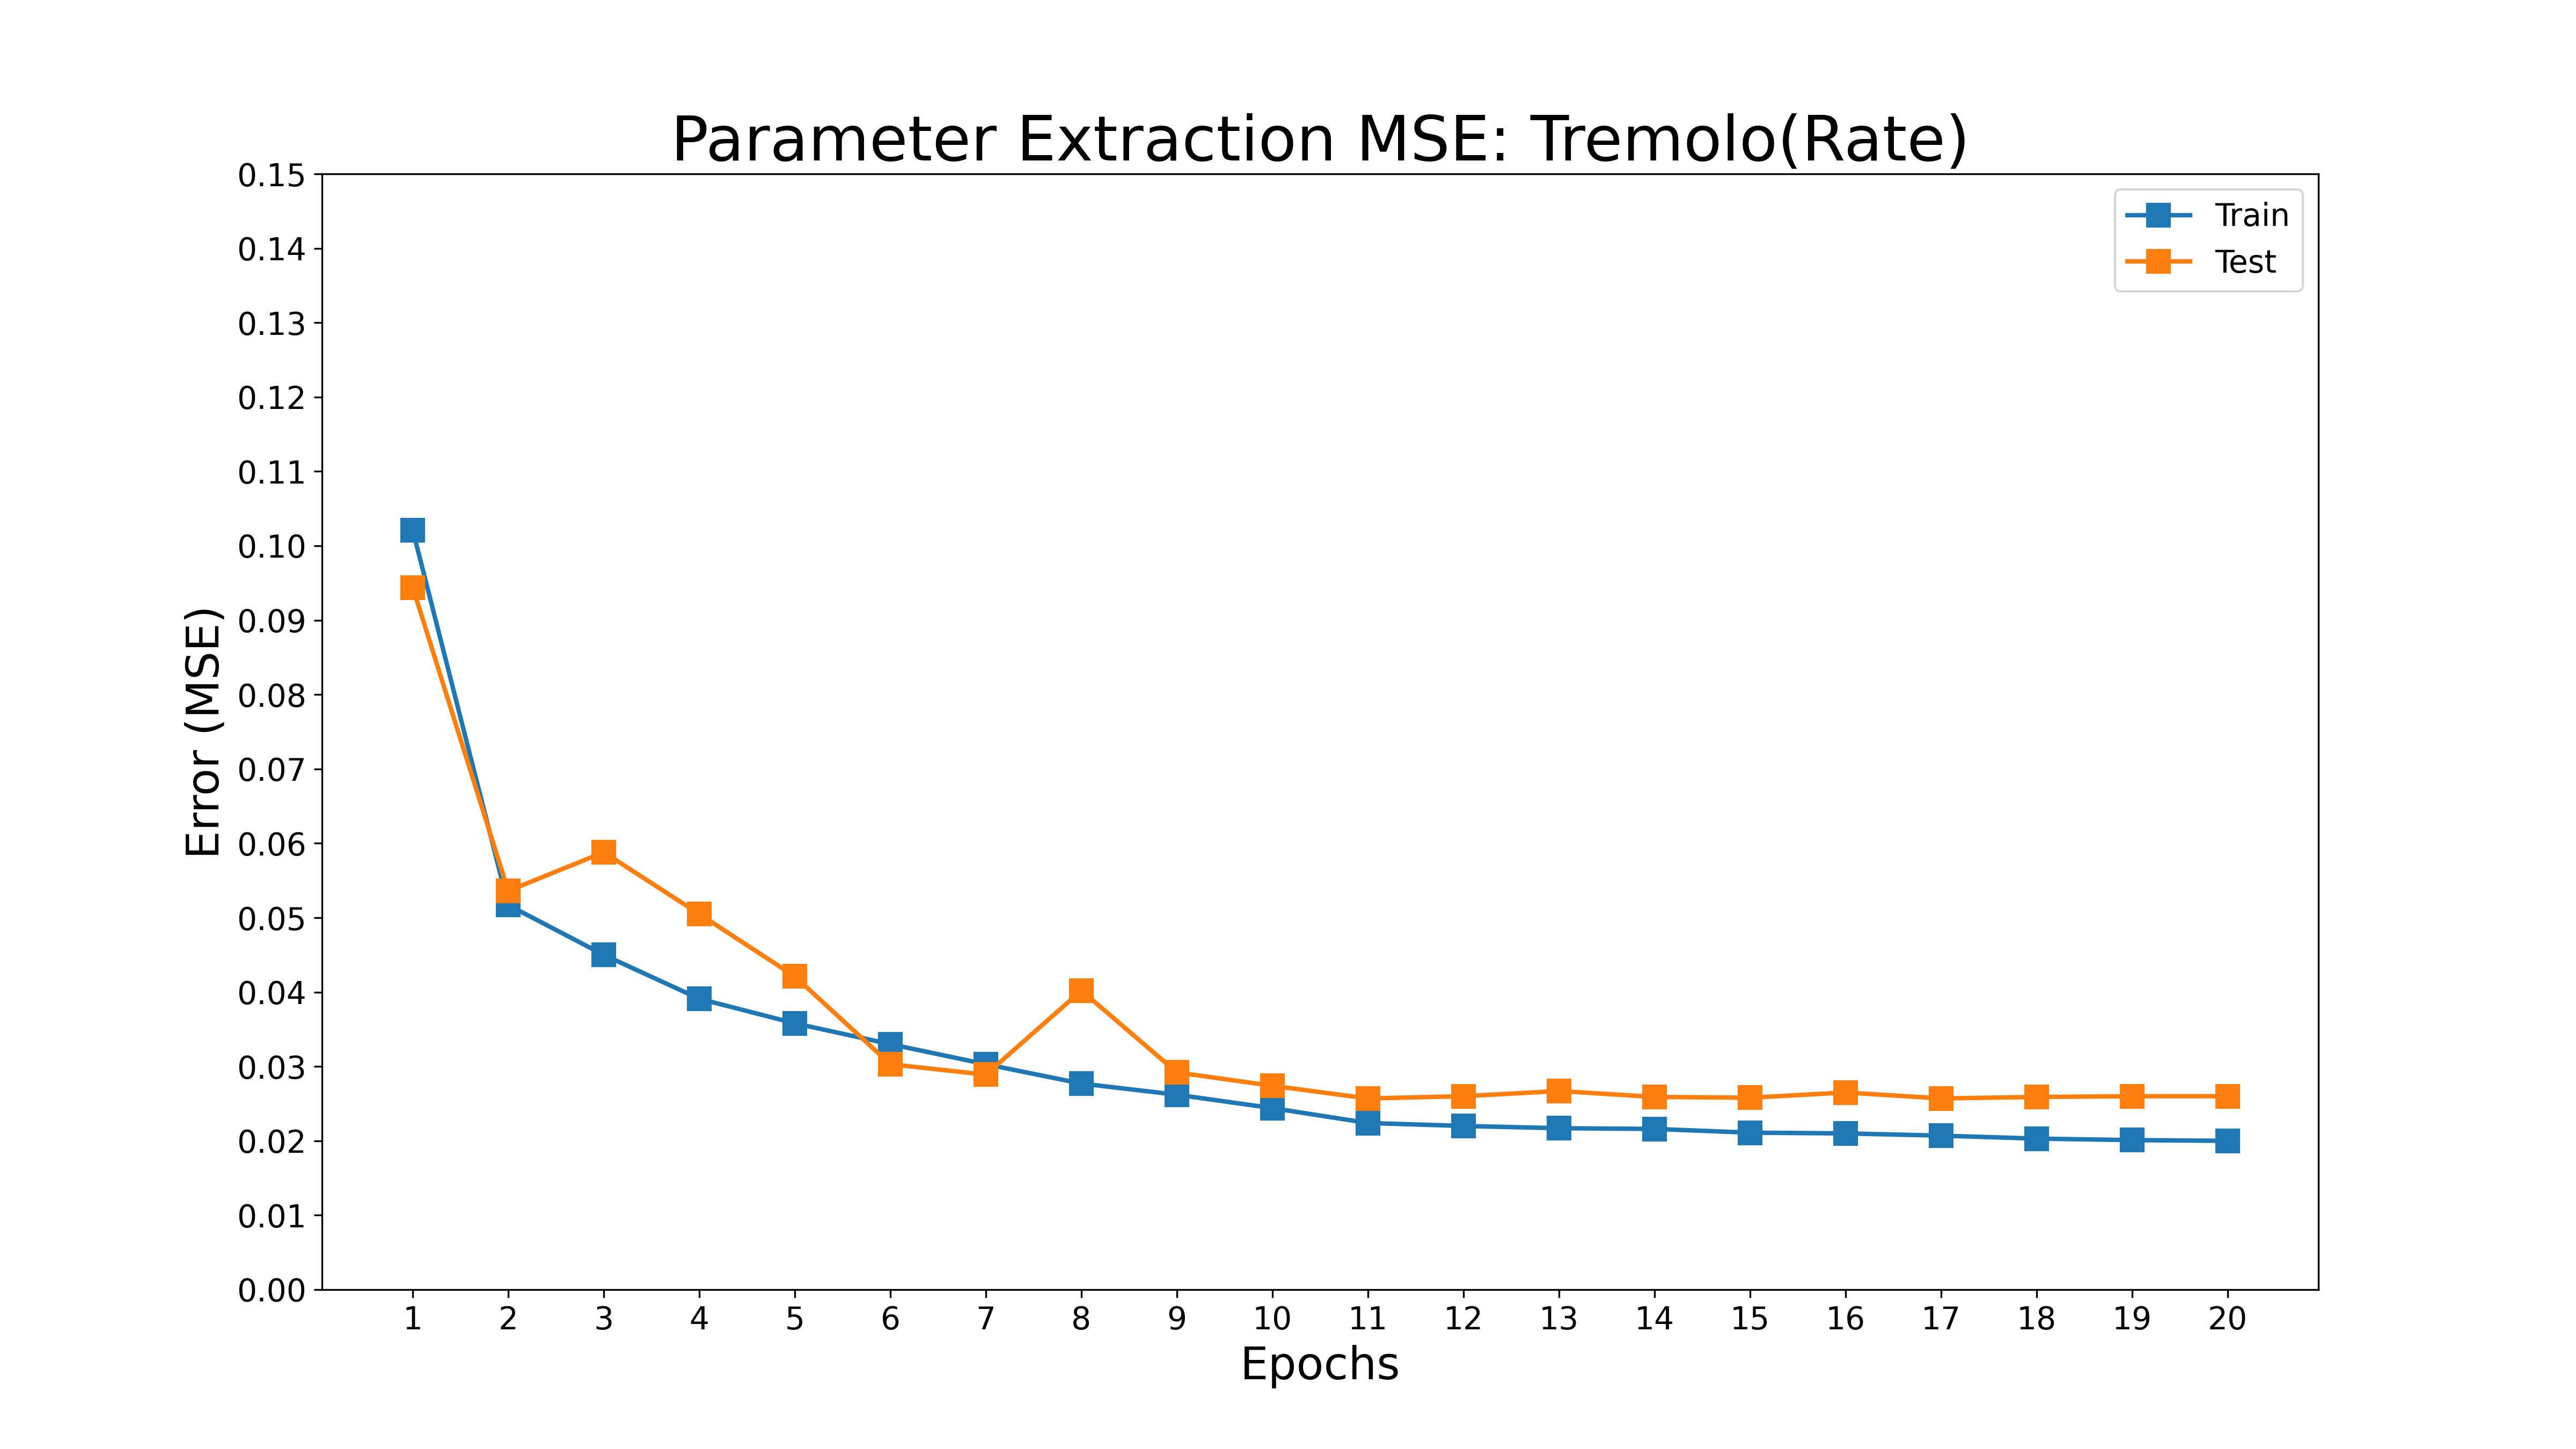 Parameter Extraction MSE: Tremolo(Rate)
0.15
0.14
0.13
0.12
0.11
0.10
0.09
0.08
0.07
0.06
0.05
0.04
0.03
0.02
0.01
0.00
Error (MSE)
Train
Test
1 2 3 4 5 6 7 8 9 10 11 12 13 14 15 16 17 18 19 20
Epochs